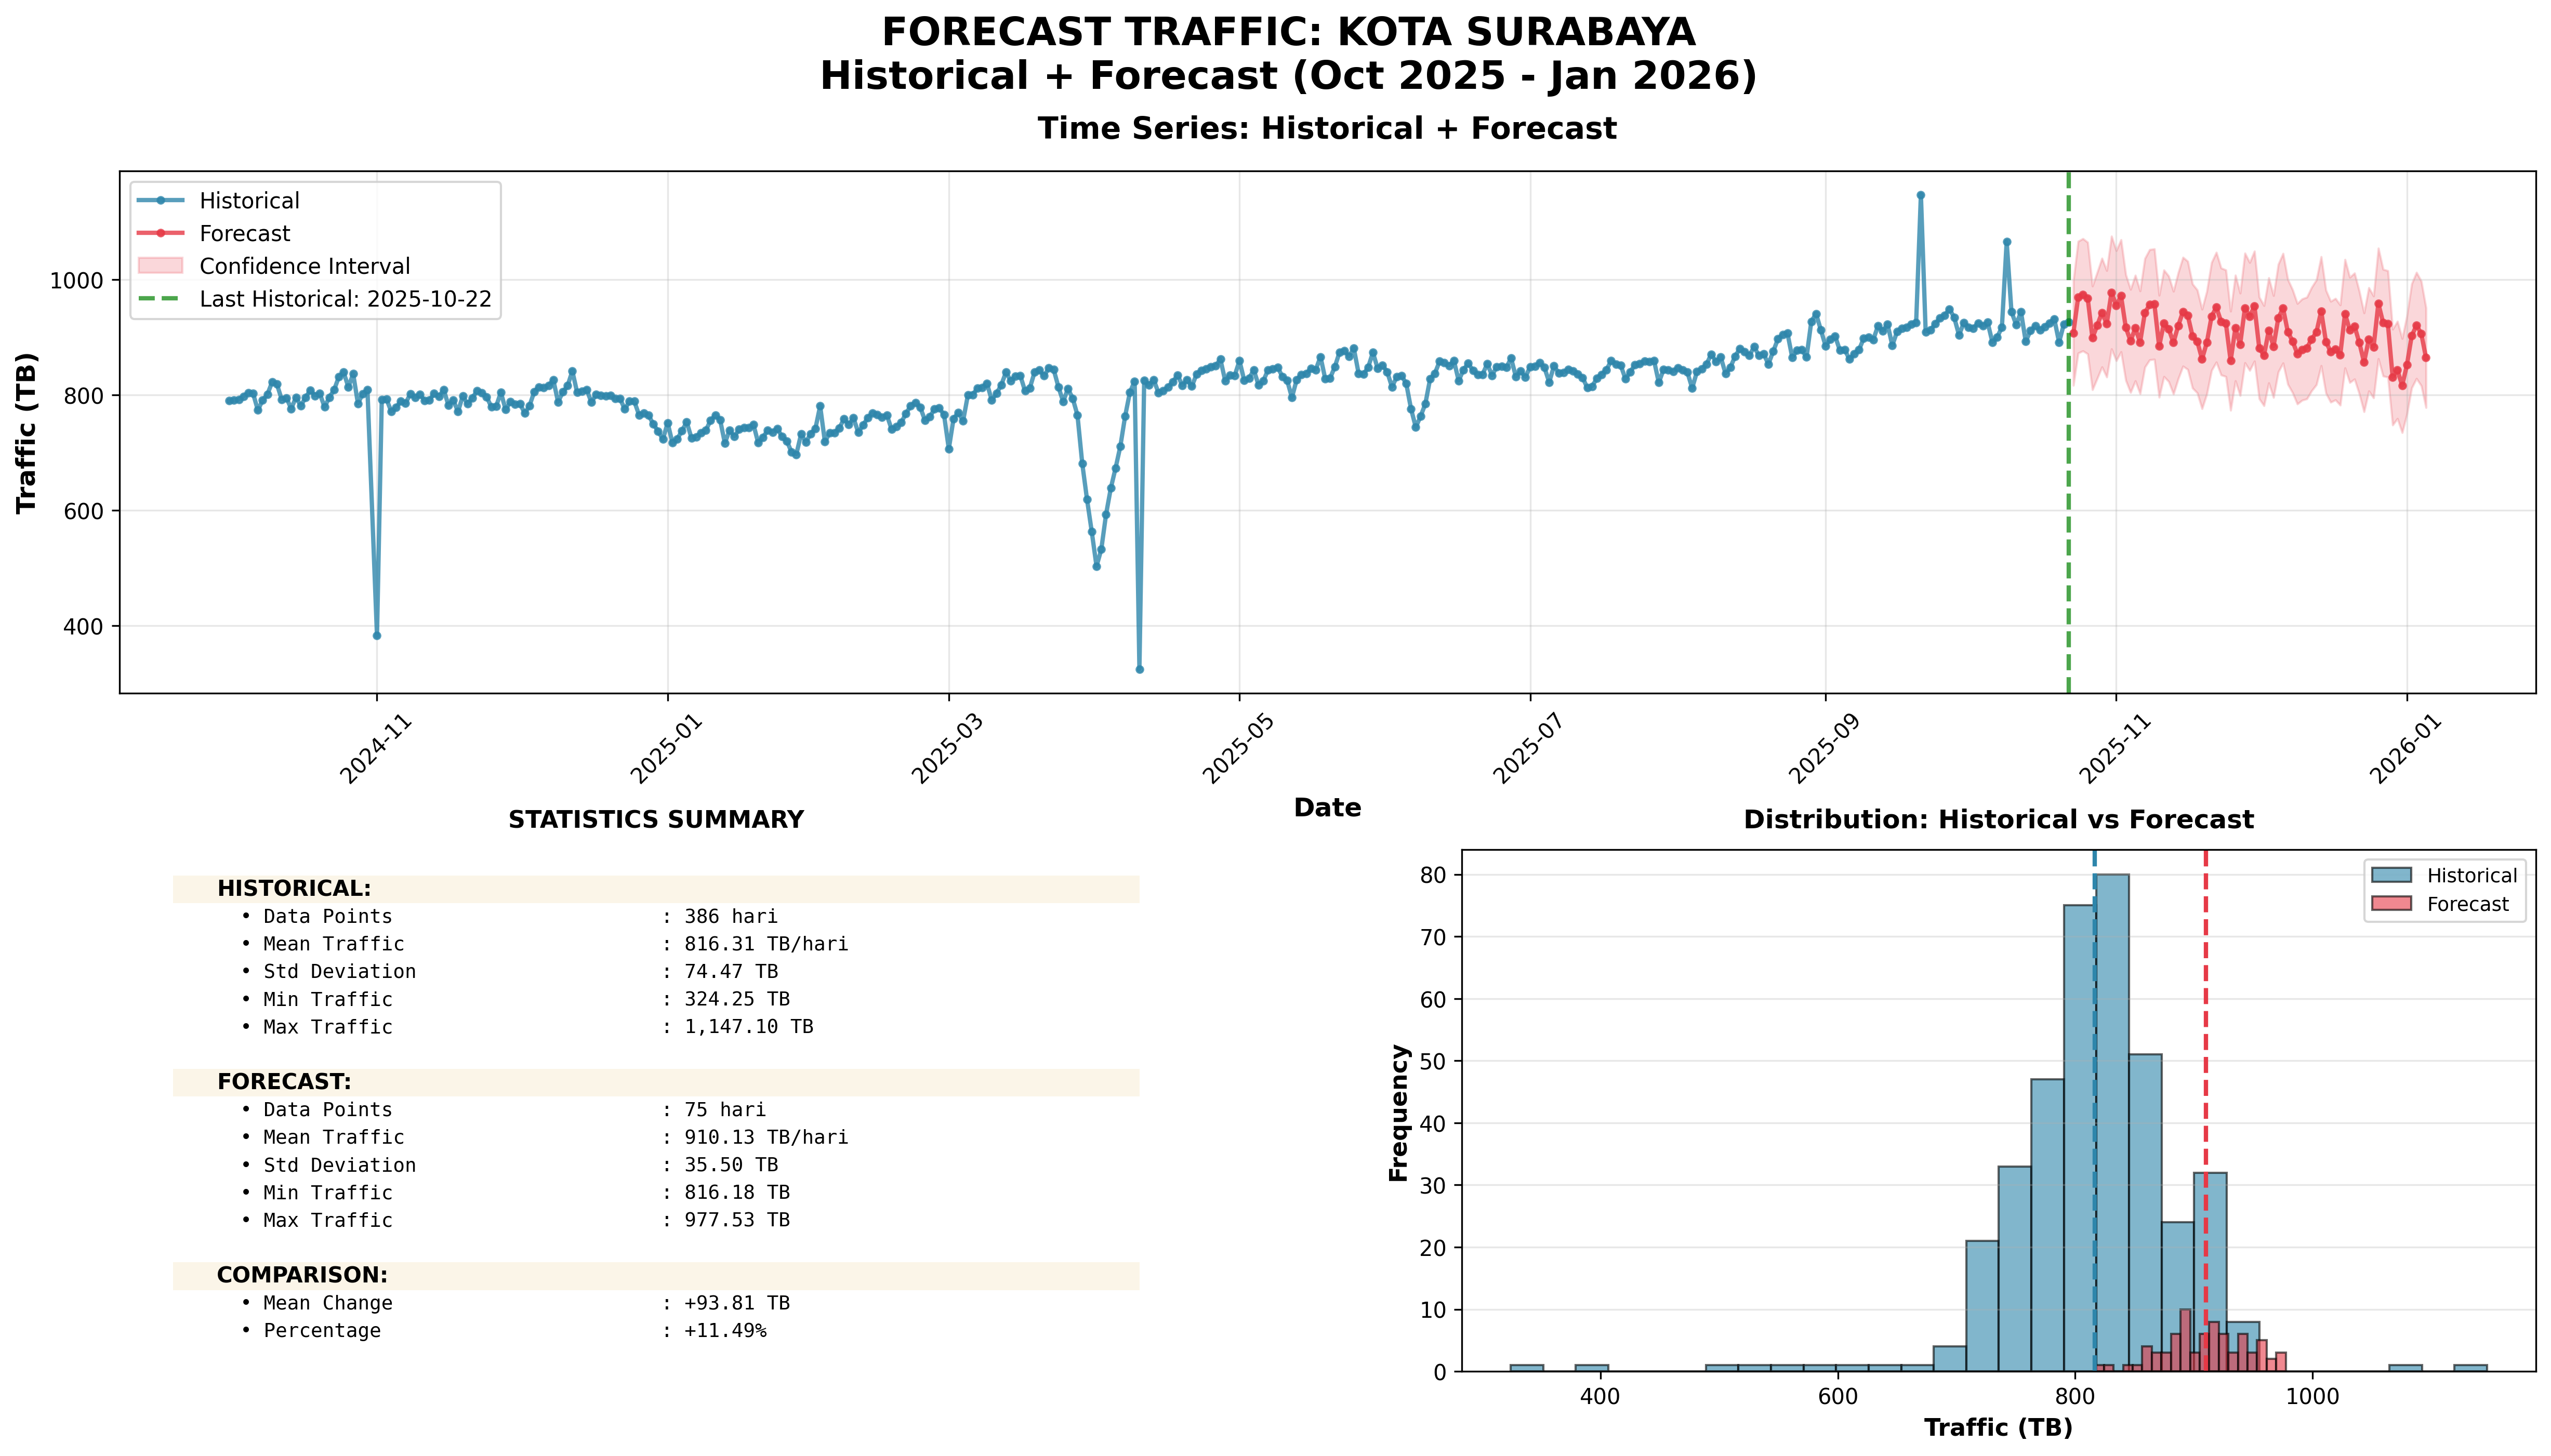 FORECAST TRAFFIC: KOTA SURABAYA
Historical + Forecast (Oct 2025 - Jan 2026)
Time Series: Historical + Forecast
Historical
Forecast
Confidence Interval
Last Historical: 2025-10-22
Traffic (TB)
1000
800
600
400
2024-11
2025-01
2025-03
2025-05
2025-07
2025-09
2025-11
2026-01
Date
STATISTICS SUMMARY
HISTORICAL:
• Data Points : 386 hari
• Mean Traffic : 816.31 TB/hari
• Std Deviation : 74.47 TB
• Min Traffic : 324.25 TB
• Max Traffic : 1,147.10 TB
FORECAST:
• Data Points : 75 hari
• Mean Traffic : 910.13 TB/hari
• Std Deviation : 35.50 TB
• Min Traffic : 816.18 TB
• Max Traffic : 977.53 TB
COMPARISON:
• Mean Change : +93.81 TB
• Percentage : +11.49%
Distribution: Historical vs Forecast
Historical
Forecast
Frequency
80
70
60
50
40
30
20
10
0
400
600
800
1000
Traffic (TB)